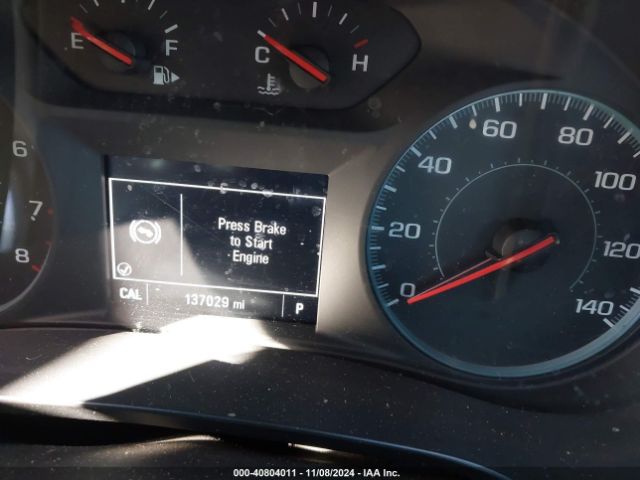 E
F
C
H
6
7
8
Press Brake
to Start
Engine
CAL
137029 mi
P
0
20
40
60
80
100
120
140
000-40804011 - 11/08/2024 - IAA Inc.